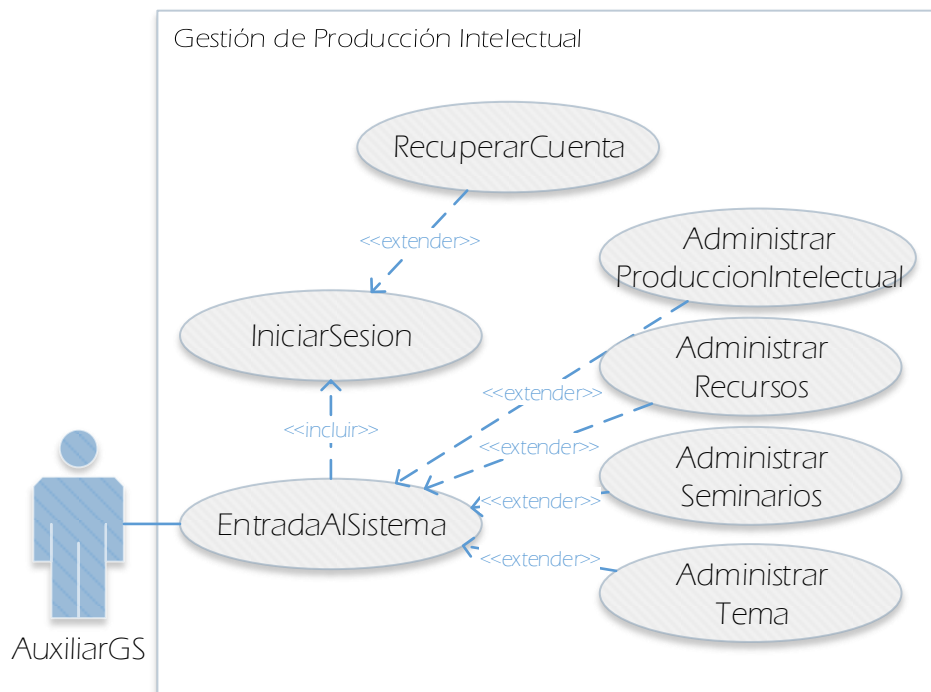 Gestión de Producción Intelectual
RecuperarCuenta
<<extender>>
Administrar
ProduccionIntelectual
IniciarSesion
Administrar
Recursos
<<extender>>
<<incluir>>
<<extender>>
Administrar
Seminarios
<<extender>>
EntradaAlSistema
<<extender>>
Administrar
Tema
AuxiliarGS